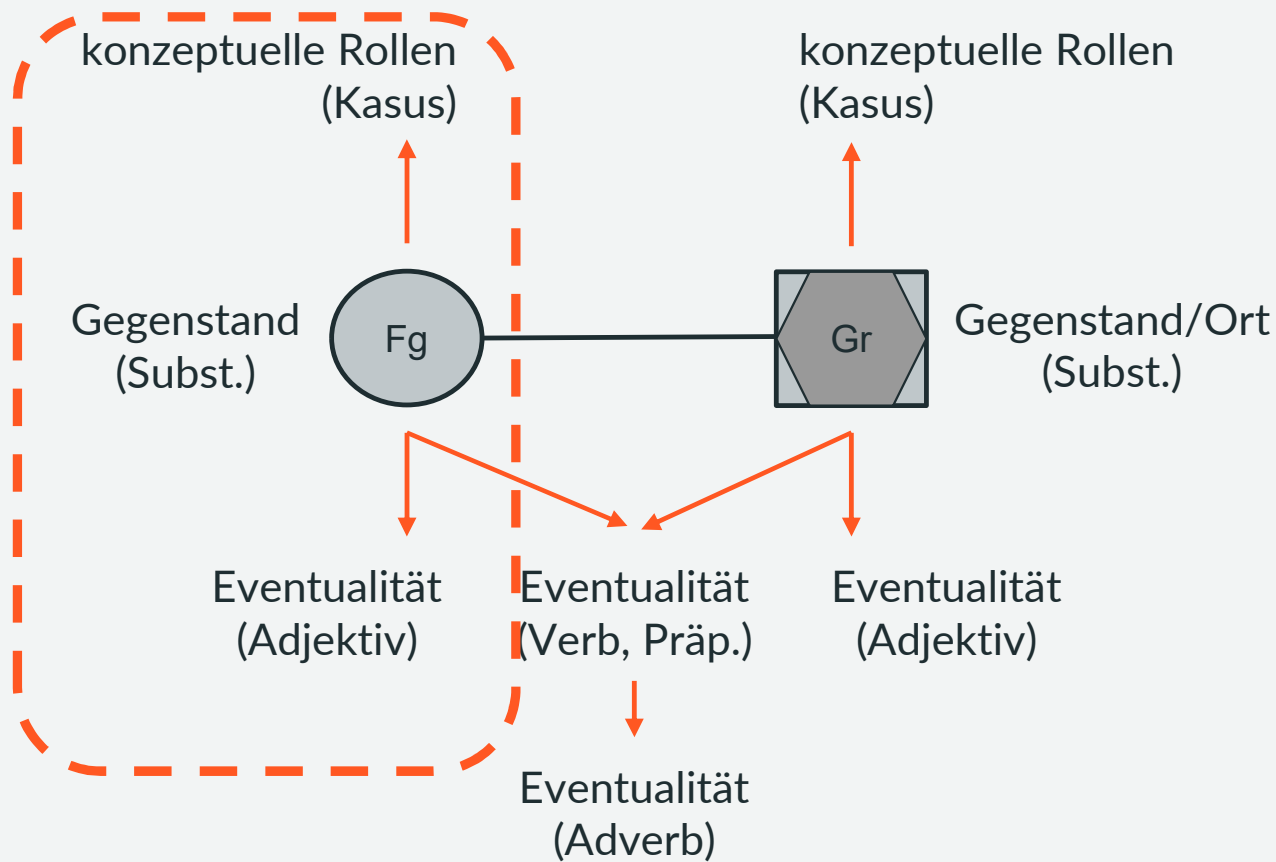 konzeptuelle Rollen
(Kasus)
konzeptuelle Rollen
(Kasus)
Gegenstand
(Subst.)
Fg
Gr
Gegenstand/Ort
(Subst.)
Eventualität
(Adjektiv)
Eventualität
(Verb, Präp.)
Eventualität
(Adjektiv)
Eventualität
(Adverb)